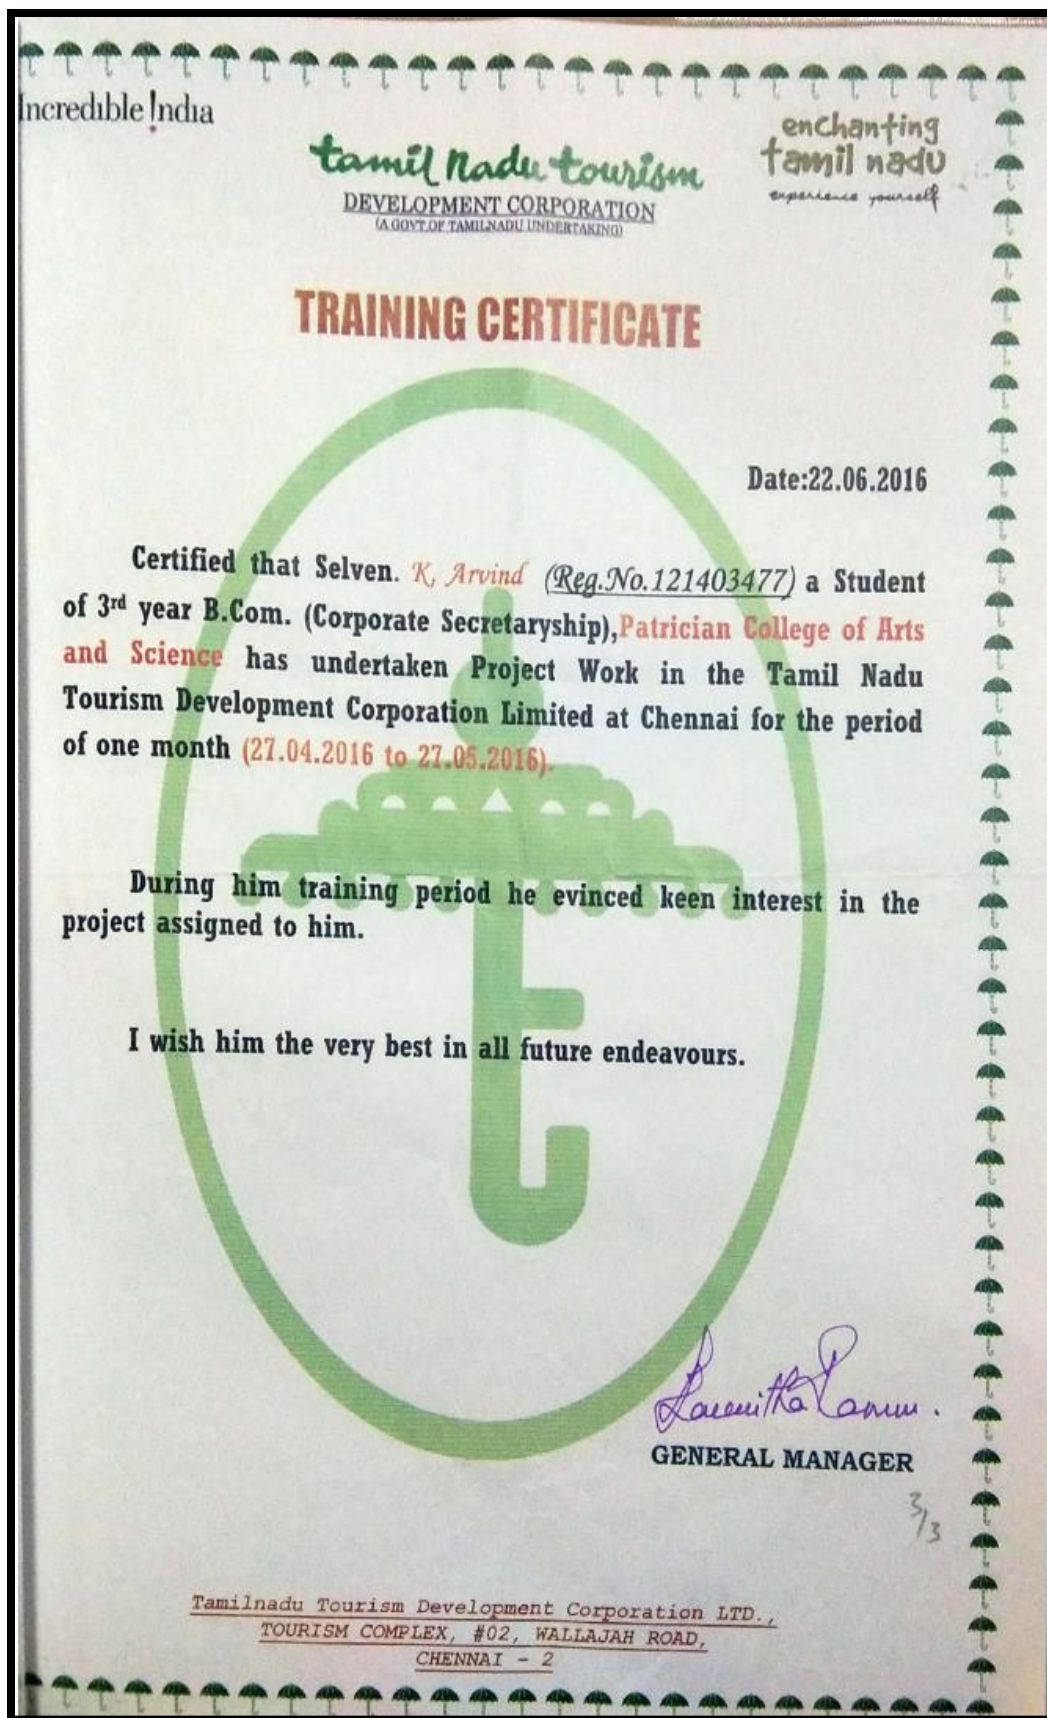 Incredible !ndia
enchanting
tamil nadu
experience yourself
tamil nadu tourism
DEVELOPMENT CORPORATION
(A GOVT.OF TAMILNADU UNDERTAKING)
TRAINING CERTIFICATE
Date:22.06.2016
Certified that Selven. K, Arvind (Reg.No.121403477) a Student
of 3rd year B.Com. (Corporate Secretaryship),Patrician College of Arts
and Science has undertaken Project Work in the Tamil Nadu
Tourism Development Corporation Limited at Chennai for the period
of one month (27.04.2016 to 27.05.2016).
During him training period he evinced keen interest in the
project assigned to him.
I wish him the very best in all future endeavours.
GENERAL MANAGER
3/3
Tamilnadu Tourism Development Corporation LTD.,
TOURISM COMPLEX, #02, WALLAJAH ROAD,
CHENNAI - 2